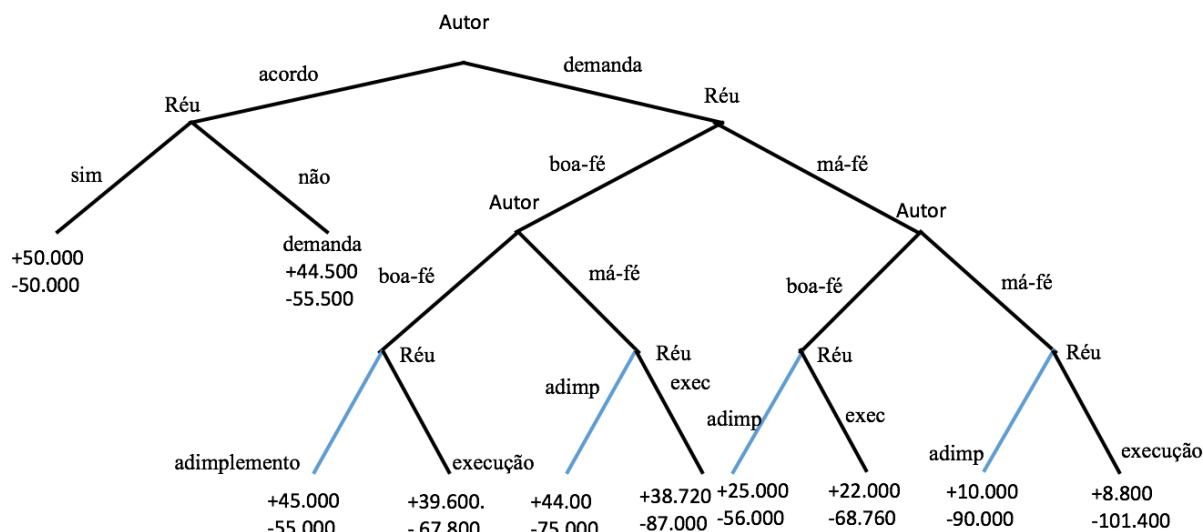 Autor
acordo
demanda
Réu
Réu
sim
não
boa-fé
má-fé
Autor
Autor
+50.000
-50.000
demanda
+44.500
-55.500
boa-fé
má-fé
boa-fé
má-fé
Réu
Réu
Réu
Réu
adimp
exec
adimp
exec
adimplemento
execução
adimp
execução
+45.000
-55.000
+39.600.
- 67.800
+44.00
-75.000
+38.720
-87.000
+25.000
-56.000
+22.000
-68.760
+10.000
-90.000
+8.800
-101.400